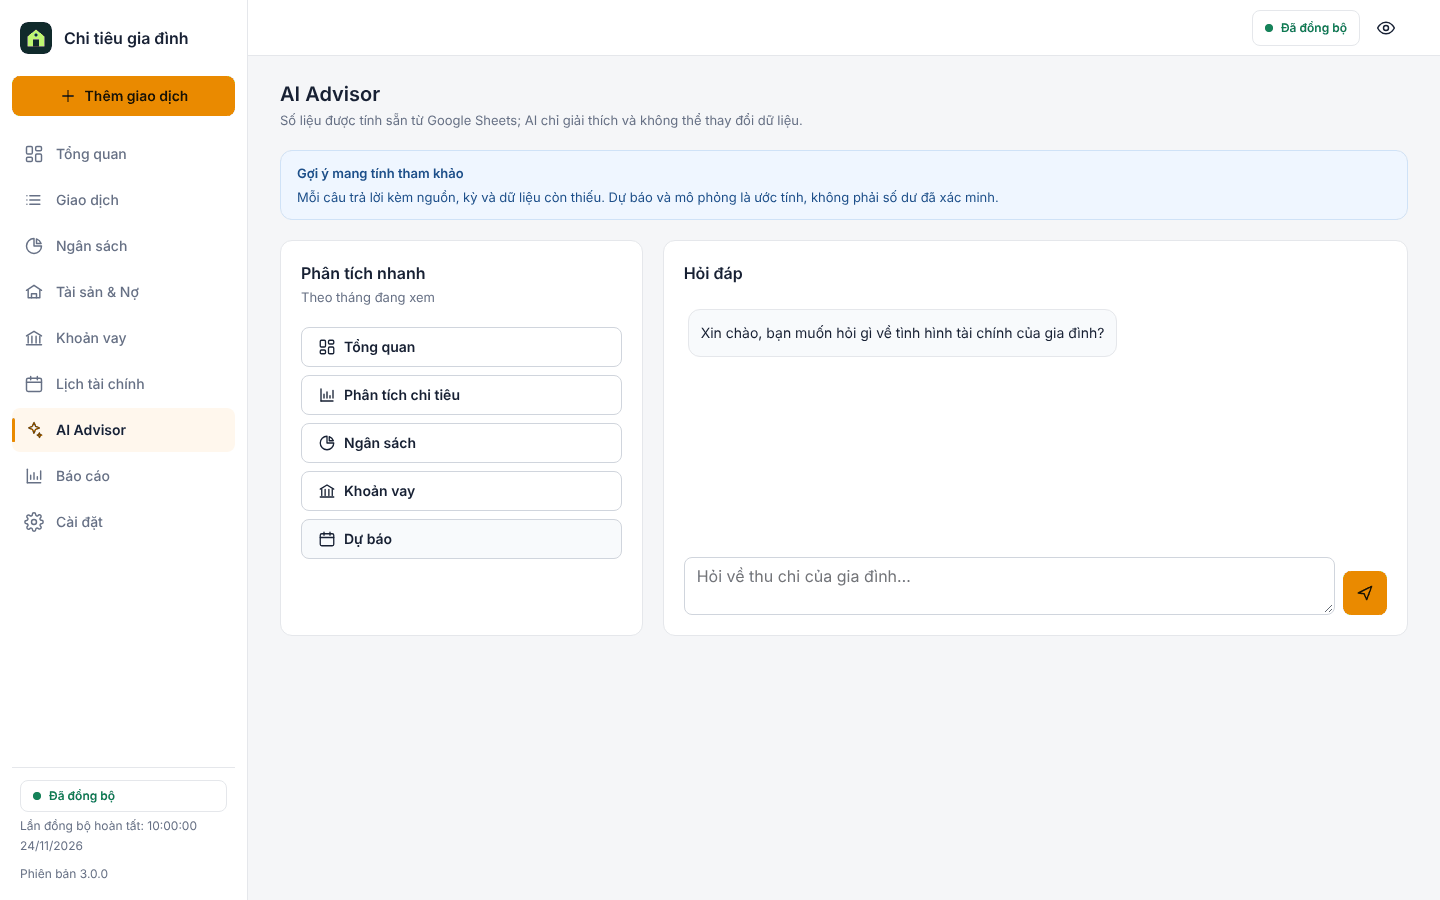 Chi tiêu gia đình
Thêm giao dịch
Tổng quan
Giao dịch
Ngân sách
Tài sản & Nợ
Khoản vay
Lịch tài chính
AI Advisor
Báo cáo
Cài đặt
Đã đồng bộ
Lần đồng bộ hoàn tất: 10:00:00
24/11/2026
Phiên bản 3.0.0
Đã đồng bộ
AI Advisor
Số liệu được tính sẵn từ Google Sheets; AI chỉ giải thích và không thể thay đổi dữ liệu.
Gợi ý mang tính tham khảo
Mỗi câu trả lời kèm nguồn, kỳ và dữ liệu còn thiếu. Dự báo và mô phỏng là ước tính, không phải số dư đã xác minh.
Phân tích nhanh
Theo tháng đang xem
Tổng quan
Phân tích chi tiêu
Ngân sách
Khoản vay
Dự báo
Hỏi đáp
Xin chào, bạn muốn hỏi gì về tình hình tài chính của gia đình?
Hỏi về thu chi của gia đình...